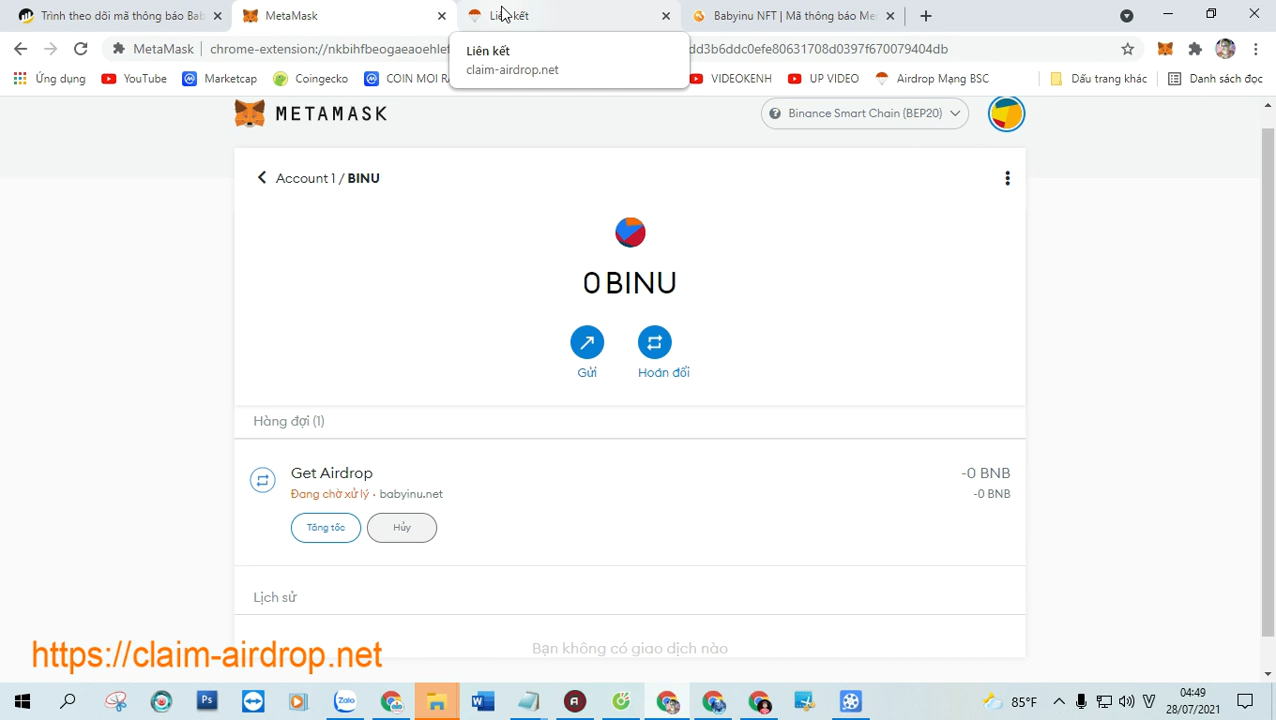 Trình theo dõi mã thông báo Bab
MetaMask
Liên kết
Babyinu NFT | Mã thông báo Me
MetaMask
chrome-extension://nkbihfbeogaeaoehlef
dd3b6ddc0efe80631708d0397f670079404db
Liên kết
claim-airdrop.net
Ứng dụng
YouTube
Marketcap
Coingecko
COIN MOI RA
VIDEOKENH
UP VIDEO
Airdrop Mạng BSC
Dấu trang khác
Danh sách đọc
METAMASK
Binance Smart Chain (BEP20)
Account 1 / BINU
0 BINU
Gửi
Hoán đổi
Hàng đợi (1)
Get Airdrop
-0 BNB
Đang chờ xử lý · babyinu.net
-0 BNB
Tăng tốc
Hủy
Lịch sử
Bạn không có giao dịch nào
https://claim-airdrop.net
Ps
Zalo
W
A
85°F
V
04:49
28/07/2021